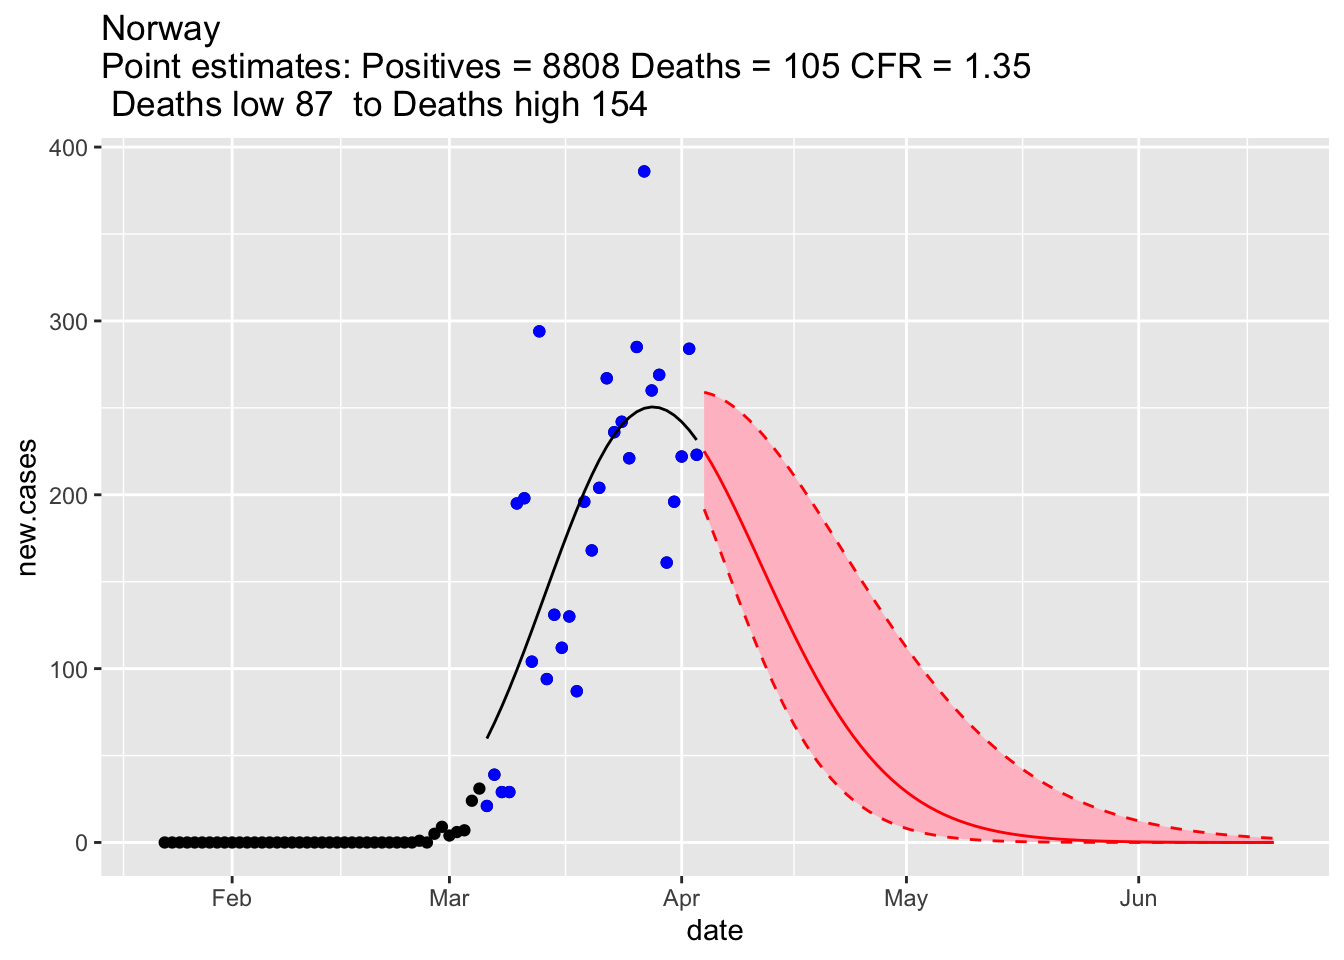 Norway
Point estimates: Positives = 8808 Deaths = 105 CFR = 1.35
Deaths low 87  to Deaths high 154
400
300
200
100
0
new.cases
Feb Mar Apr May Jun
date